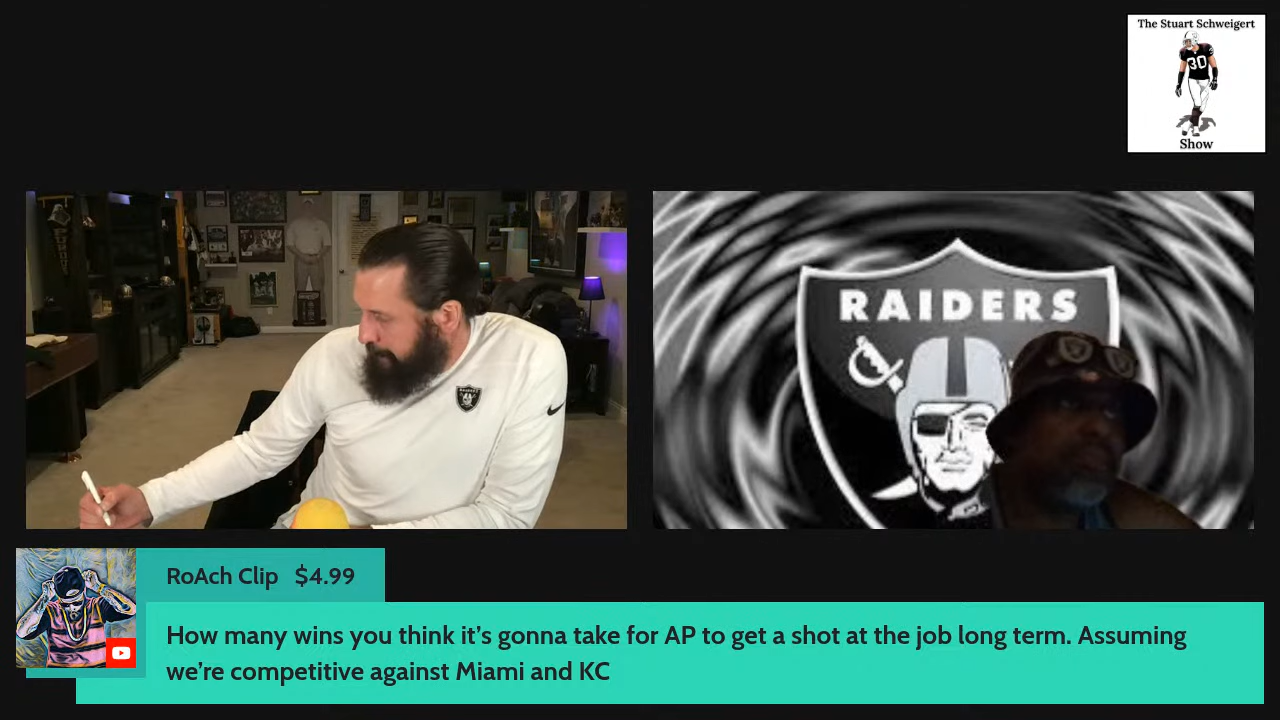 The Stuart Schweigert
30
Show
RAIDERS
RoAch Clip $4.99
How many wins you think it's gonna take for AP to get a shot at the job long term. Assuming
we're competitive against Miami and KC